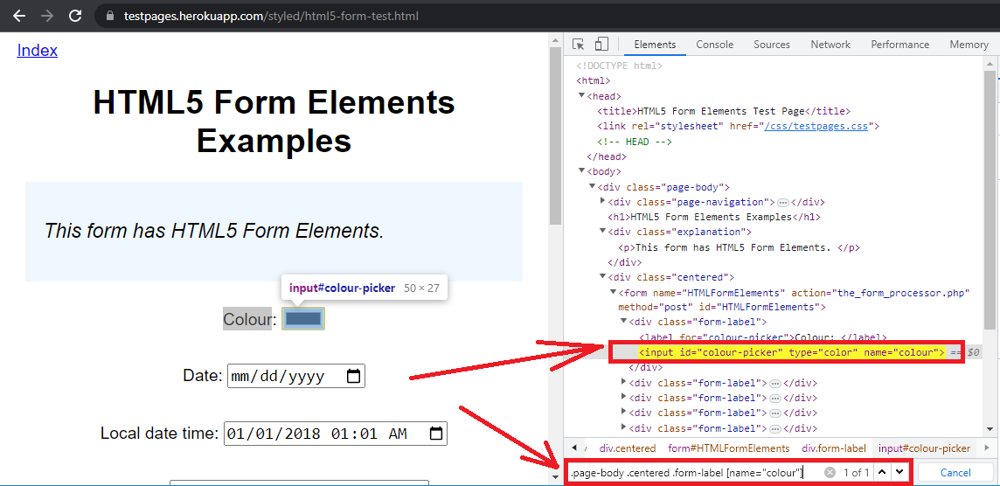 testpages.herokuapp.com/styled/html5-form-test.html
Index
HTML5 Form Elements
Examples
This form has HTML5 Form Elements.
input#colour-picker 50 × 27
Colour:
Date: mm/dd/yyyy
Local date time: 01/01/2018 01:01 AM
Elements Console Sources Network Performance Memory
<!DOCTYPE html>
<html>
<head>
<title>HTML5 Form Elements Test Page</title>
<link rel="stylesheet" href="/css/testpages.css">
<!-- HEAD -->
</head>
<body>
<div class="page-body">
<div class="page-navigation">…</div>
<h1>HTML5 Form Elements Examples</h1>
<div class="explanation">
<p>This form has HTML5 Form Elements. </p>
</div>
<div class="centered">
<form name="HTMLFormElements" action="the_form_processor.php"
method="post" id="HTMLFormElements">
<div class="form-label">
<label for="colour-picker">Colour: </label>
<input id="colour-picker" type="color" name="colour"> == $0
</div>
<div class="form-label">…</div>
<div class="form-label">…</div>
<div class="form-label">…</div>
<div class="form-label">…</div>
div.centered form#HTMLFormElements div.form-label input#colour-picker
.page-body .centered .form-label [name="colour"] 1 of 1 Cancel